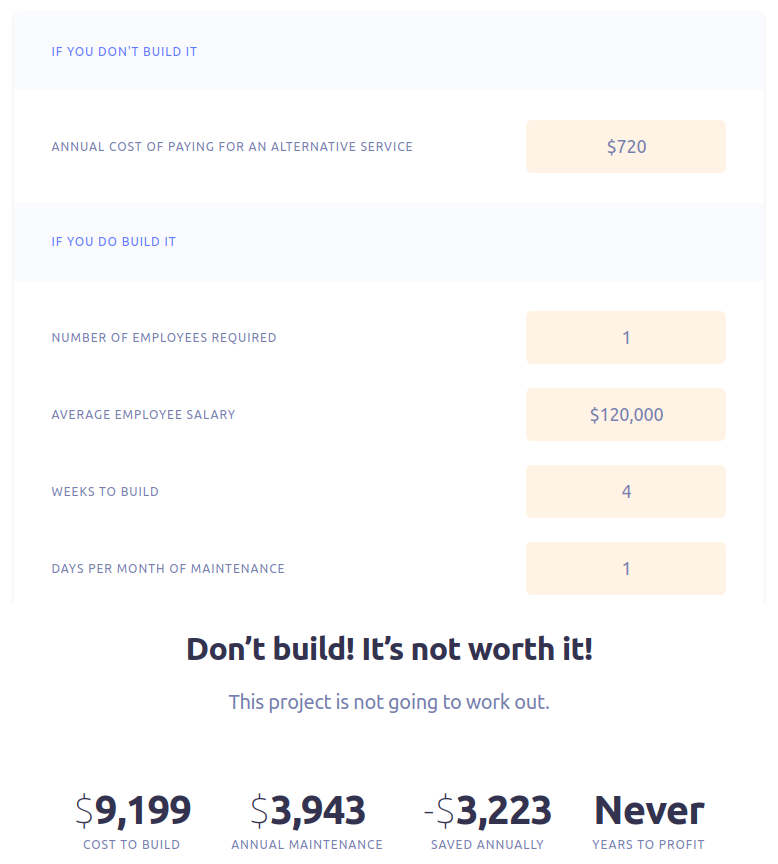 IF YOU DON'T BUILD IT
ANNUAL COST OF PAYING FOR AN ALTERNATIVE SERVICE $720
IF YOU DO BUILD IT
NUMBER OF EMPLOYEES REQUIRED 1
AVERAGE EMPLOYEE SALARY $120,000
WEEKS TO BUILD 4
DAYS PER MONTH OF MAINTENANCE 1
Don’t build! It’s not worth it!
This project is not going to work out.
$9,199 $3,943 -$3,223 Never
COST TO BUILD ANNUAL MAINTENANCE SAVED ANNUALLY YEARS TO PROFIT